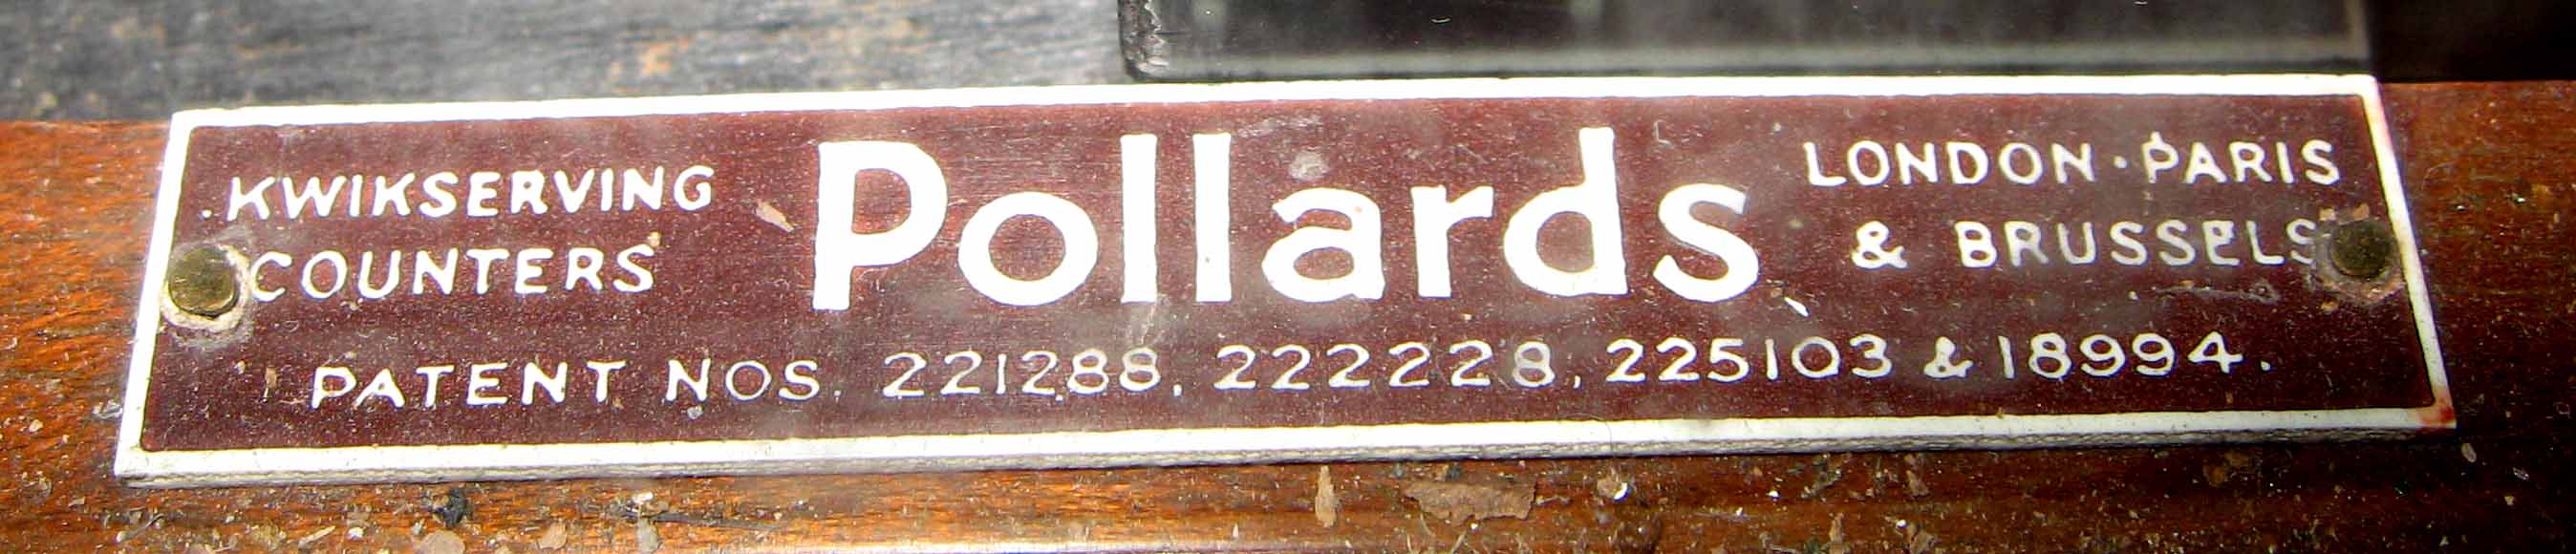 KWIKSERVING
COUNTERS
Pollards
LONDON · PARIS
& BRUSSELS
PATENT NOS. 221288, 222228, 225103 & 18994.